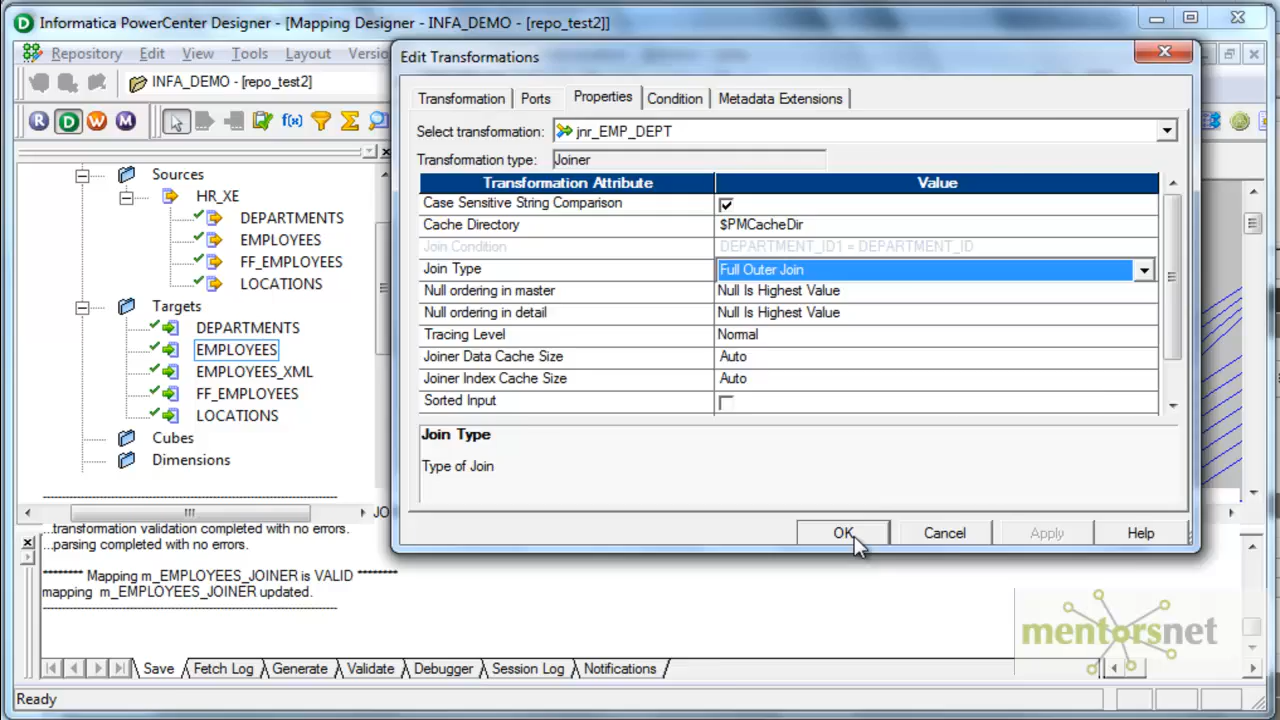 Informatica PowerCenter Designer - [Mapping Designer - INFA_DEMO - [repo_test2]]
Repository Edit View Tools Layout Versio
INFA_DEMO - [repo_test2]
R D W M f(x)
Sources
HR_XE
DEPARTMENTS
EMPLOYEES
FF_EMPLOYEES
LOCATIONS
Targets
DEPARTMENTS
EMPLOYEES
EMPLOYEES_XML
FF_EMPLOYEES
LOCATIONS
Cubes
Dimensions
JO
Edit Transformations
Transformation Ports Properties Condition Metadata Extensions
Select transformation: jnr_EMP_DEPT
Transformation type: Joiner
Transformation Attribute Value
Case Sensitive String Comparison
Cache Directory $PMCacheDir
Join Condition DEPARTMENT_ID1 = DEPARTMENT_ID
Join Type Full Outer Join
Null ordering in master Null Is Highest Value
Null ordering in detail Null Is Highest Value
Tracing Level Normal
Joiner Data Cache Size Auto
Joiner Index Cache Size Auto
Sorted Input
Join Type
Type of Join
OK Cancel Apply Help
...transformation validation completed with no errors.
...parsing completed with no errors.
******** Mapping m_EMPLOYEES_JOINER is VALID ********
mapping m_EMPLOYEES_JOINER updated.
mentorsnet
Save Fetch Log Generate Validate Debugger Session Log Notifications
Ready